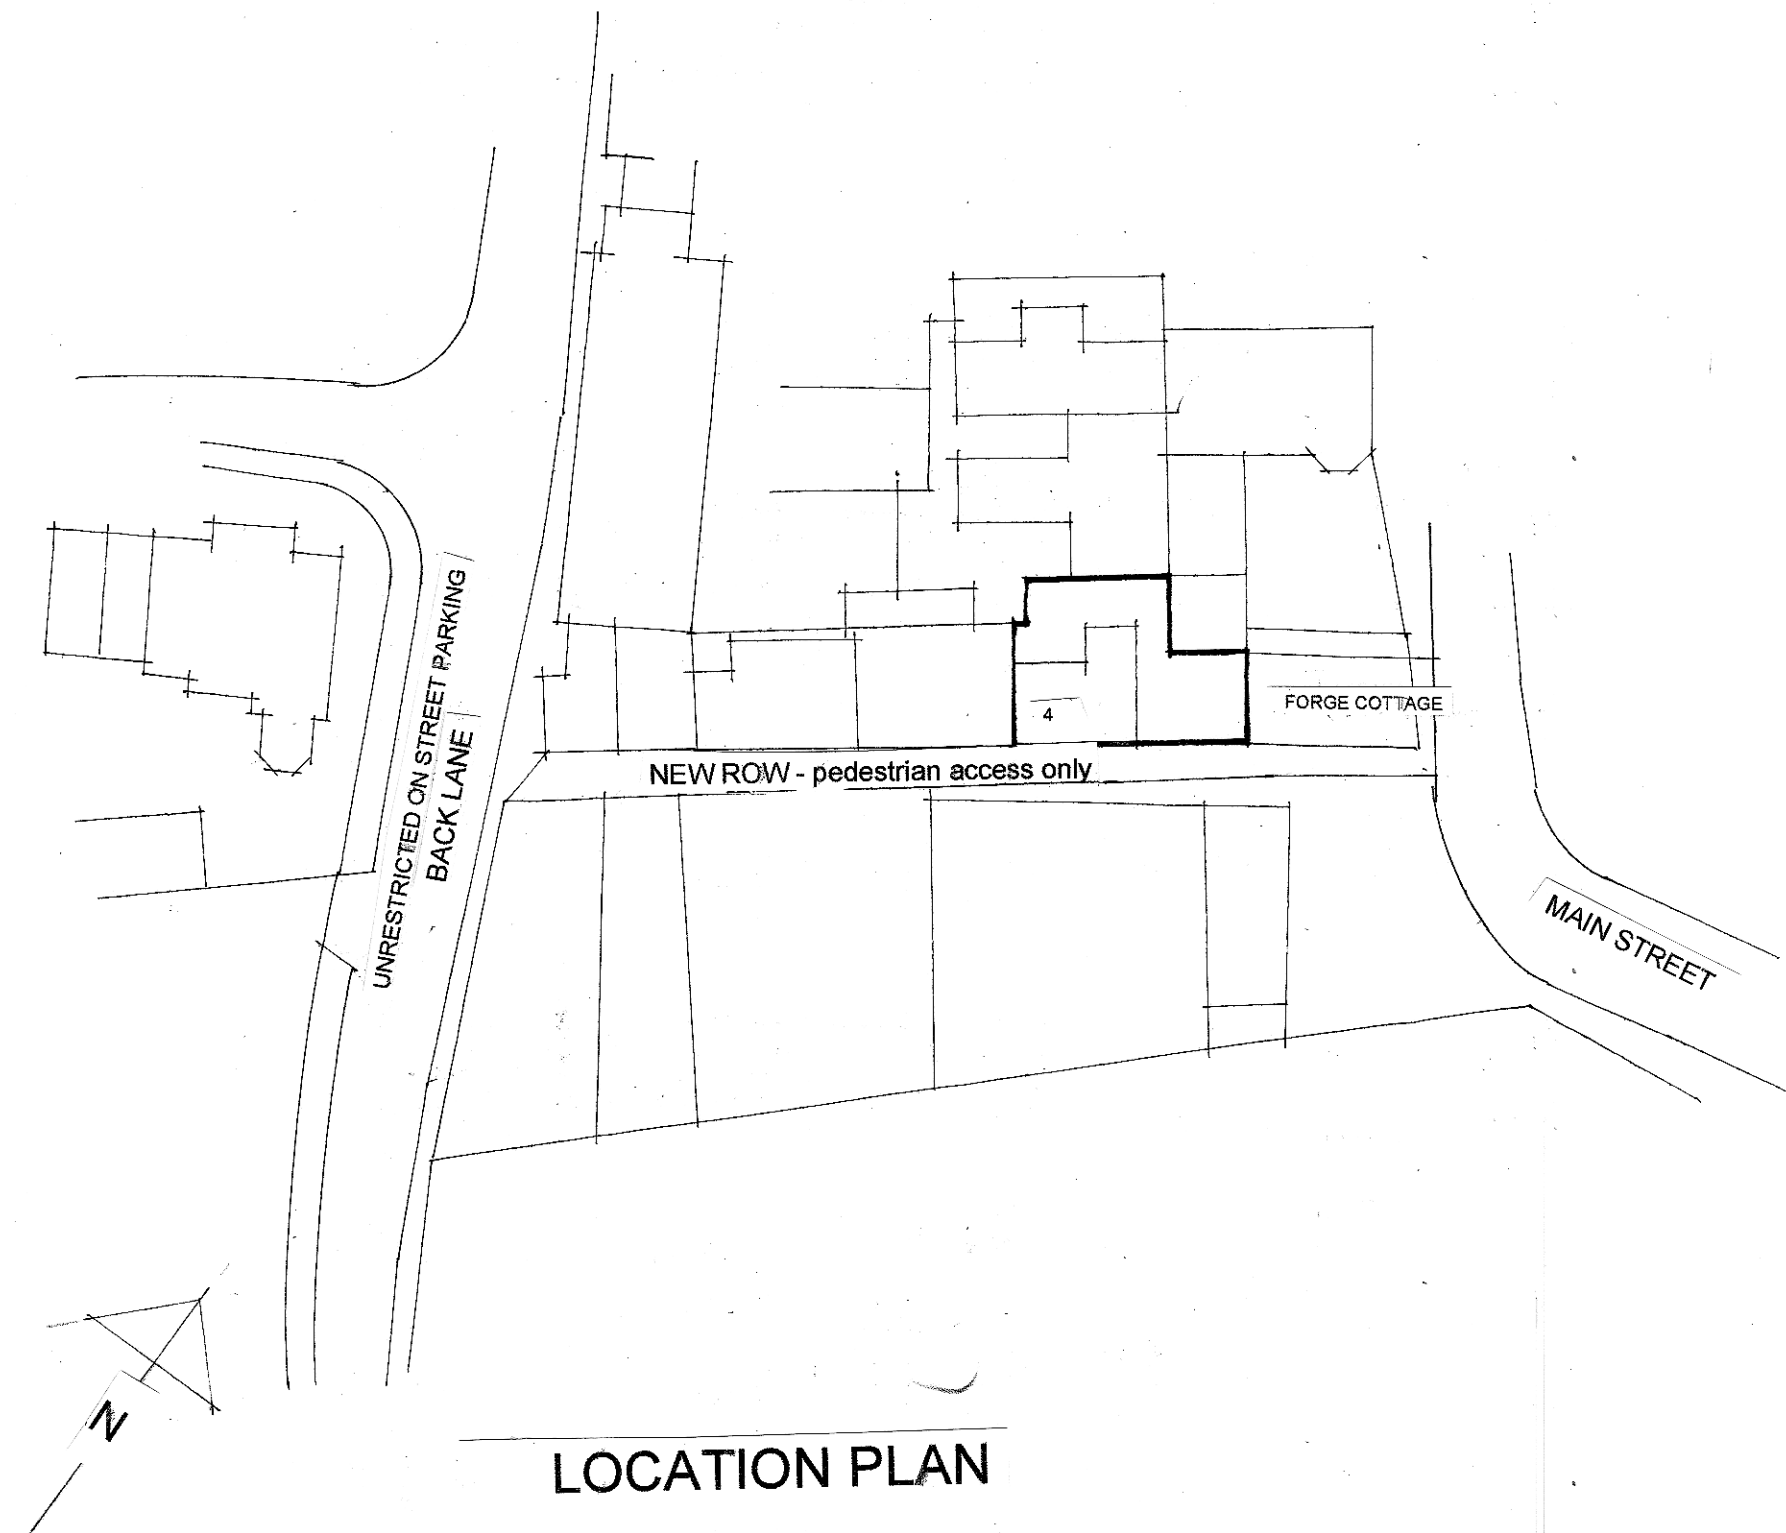 UNRESTRICTED ON STREET PARKING
BACK LANE
FORGE COTTAGE
4
NEW ROW - pedestrian access only
MAIN STREET
N
LOCATION PLAN